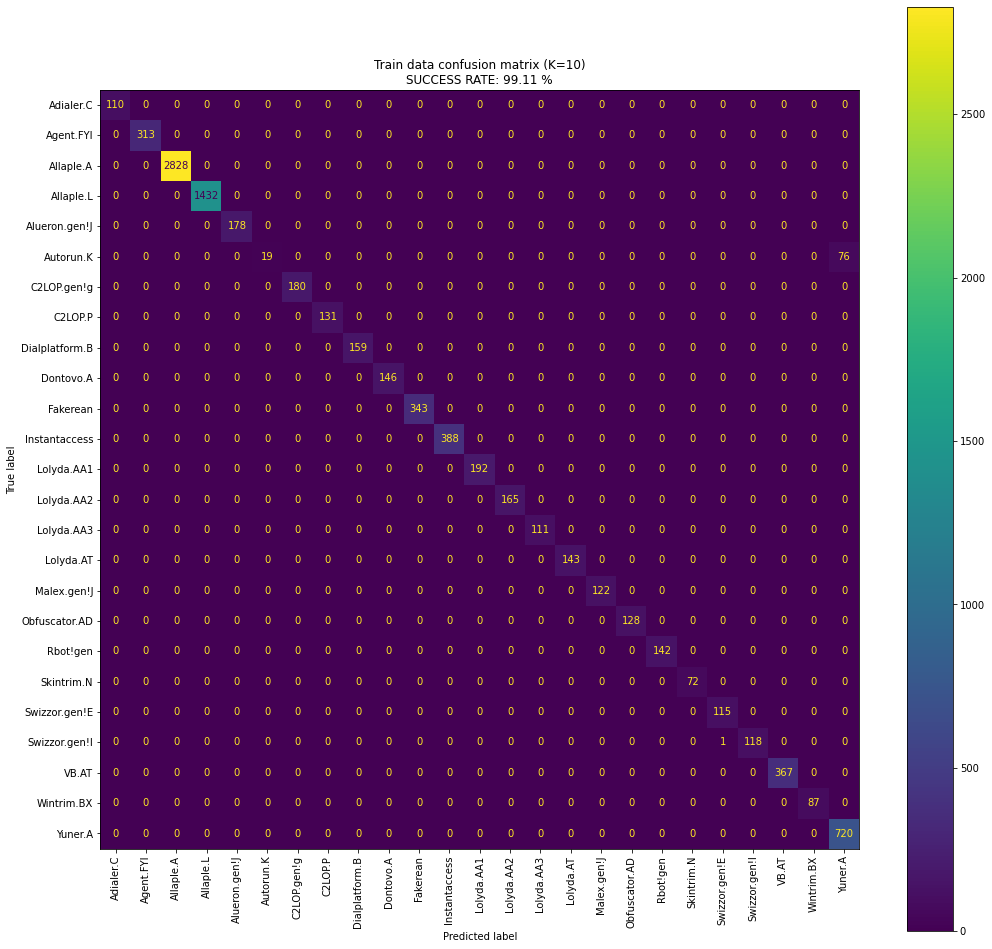 Train data confusion matrix (K=10)
SUCCESS RATE: 99.11 %
True label
Adialer.C 110 0 0 0 0 0 0 0 0 0 0 0 0 0 0 0 0 0 0 0 0 0 0 0 0
Agent.FYI 0 313 0 0 0 0 0 0 0 0 0 0 0 0 0 0 0 0 0 0 0 0 0 0 0
Allaple.A 0 0 2828 0 0 0 0 0 0 0 0 0 0 0 0 0 0 0 0 0 0 0 0 0 0
Allaple.L 0 0 0 1432 0 0 0 0 0 0 0 0 0 0 0 0 0 0 0 0 0 0 0 0 0
Alueron.gen!J 0 0 0 0 178 0 0 0 0 0 0 0 0 0 0 0 0 0 0 0 0 0 0 0 0
Autorun.K 0 0 0 0 0 19 0 0 0 0 0 0 0 0 0 0 0 0 0 0 0 0 0 0 76
C2LOP.gen!g 0 0 0 0 0 0 180 0 0 0 0 0 0 0 0 0 0 0 0 0 0 0 0 0 0
C2LOP.P 0 0 0 0 0 0 0 131 0 0 0 0 0 0 0 0 0 0 0 0 0 0 0 0 0
Dialplatform.B 0 0 0 0 0 0 0 0 159 0 0 0 0 0 0 0 0 0 0 0 0 0 0 0 0
Dontovo.A 0 0 0 0 0 0 0 0 0 146 0 0 0 0 0 0 0 0 0 0 0 0 0 0 0
Fakerean 0 0 0 0 0 0 0 0 0 0 343 0 0 0 0 0 0 0 0 0 0 0 0 0 0
Instantaccess 0 0 0 0 0 0 0 0 0 0 0 388 0 0 0 0 0 0 0 0 0 0 0 0 0
Lolyda.AA1 0 0 0 0 0 0 0 0 0 0 0 0 192 0 0 0 0 0 0 0 0 0 0 0 0
Lolyda.AA2 0 0 0 0 0 0 0 0 0 0 0 0 0 165 0 0 0 0 0 0 0 0 0 0 0
Lolyda.AA3 0 0 0 0 0 0 0 0 0 0 0 0 0 0 111 0 0 0 0 0 0 0 0 0 0
Lolyda.AT 0 0 0 0 0 0 0 0 0 0 0 0 0 0 0 143 0 0 0 0 0 0 0 0 0
Malex.gen!J 0 0 0 0 0 0 0 0 0 0 0 0 0 0 0 0 122 0 0 0 0 0 0 0 0
Obfuscator.AD 0 0 0 0 0 0 0 0 0 0 0 0 0 0 0 0 0 128 0 0 0 0 0 0 0
Rbot!gen 0 0 0 0 0 0 0 0 0 0 0 0 0 0 0 0 0 0 142 0 0 0 0 0 0
Skintrim.N 0 0 0 0 0 0 0 0 0 0 0 0 0 0 0 0 0 0 0 72 0 0 0 0 0
Swizzor.gen!E 0 0 0 0 0 0 0 0 0 0 0 0 0 0 0 0 0 0 0 0 115 0 0 0 0
Swizzor.gen!I 0 0 0 0 0 0 0 0 0 0 0 0 0 0 0 0 0 0 0 0 1 118 0 0 0
VB.AT 0 0 0 0 0 0 0 0 0 0 0 0 0 0 0 0 0 0 0 0 0 0 367 0 0
Wintrim.BX 0 0 0 0 0 0 0 0 0 0 0 0 0 0 0 0 0 0 0 0 0 0 0 87 0
Yuner.A 0 0 0 0 0 0 0 0 0 0 0 0 0 0 0 0 0 0 0 0 0 0 0 0 720
Adialer.C Agent.FYI Allaple.A Allaple.L Alueron.gen!J Autorun.K C2LOP.gen!g C2LOP.P Dialplatform.B Dontovo.A Fakerean Instantaccess Lolyda.AA1 Lolyda.AA2 Lolyda.AA3 Lolyda.AT Malex.gen!J Obfuscator.AD Rbot!gen Skintrim.N Swizzor.gen!E Swizzor.gen!I VB.AT Wintrim.BX Yuner.A
Predicted label
2500
2000
1500
1000
500
0